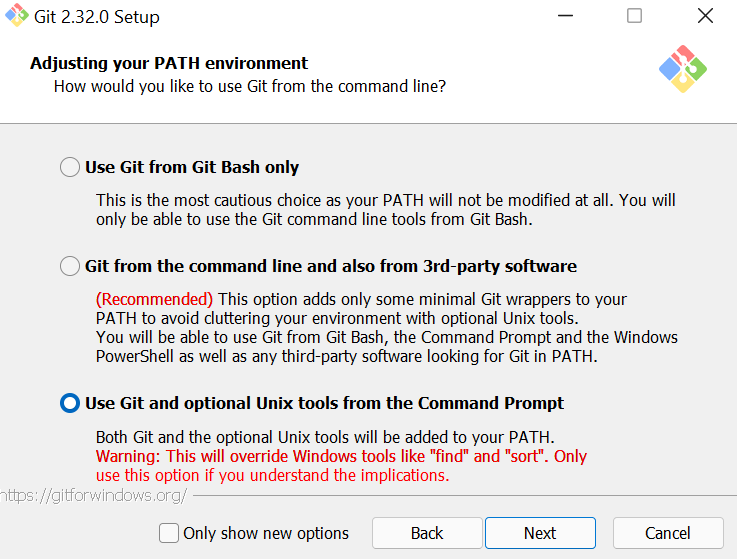 Git 2.32.0 Setup
Adjusting your PATH environment
How would you like to use Git from the command line?
Use Git from Git Bash only
This is the most cautious choice as your PATH will not be modified at all. You will
only be able to use the Git command line tools from Git Bash.
Git from the command line and also from 3rd-party software
(Recommended) This option adds only some minimal Git wrappers to your
PATH to avoid cluttering your environment with optional Unix tools.
You will be able to use Git from Git Bash, the Command Prompt and the Windows
PowerShell as well as any third-party software looking for Git in PATH.
Use Git and optional Unix tools from the Command Prompt
Both Git and the optional Unix tools will be added to your PATH.
Warning: This will override Windows tools like "find" and "sort". Only
use this option if you understand the implications.
https://gitforwindows.org/
Only show new options
Back
Next
Cancel